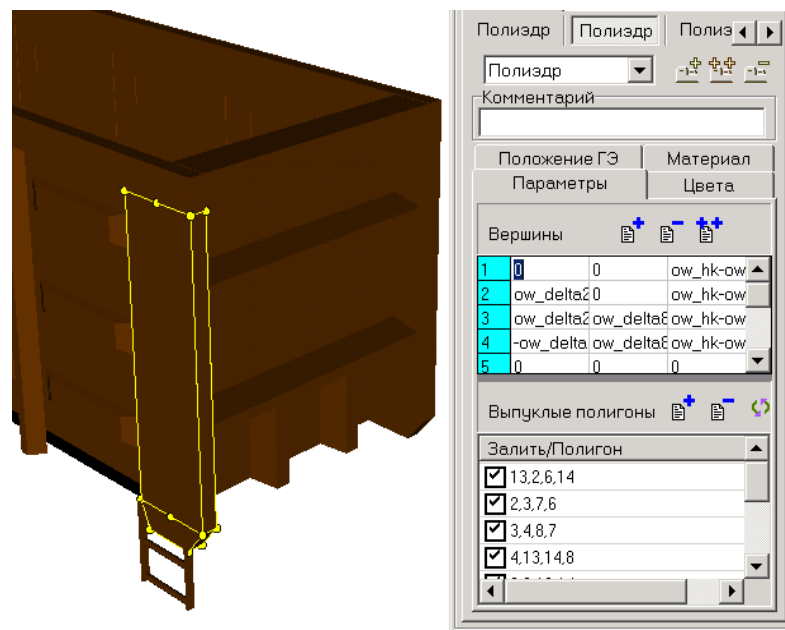 Полиэдр Полиэдр Полиэ
Полиэдр
Комментарий
Положение ГЭ Материал
Параметры Цвета
Вершины
1 0 0 ow_hk-ow
2 ow_delta2 0 ow_hk-ow
3 ow_delta2 ow_delta8 ow_hk-ow
4 -ow_delta ow_delta8 ow_hk-ow
5 0 0 0
Выпуклые полигоны
Залить/Полигон
13,2,6,14
2,3,7,6
3,4,8,7
4,13,14,8